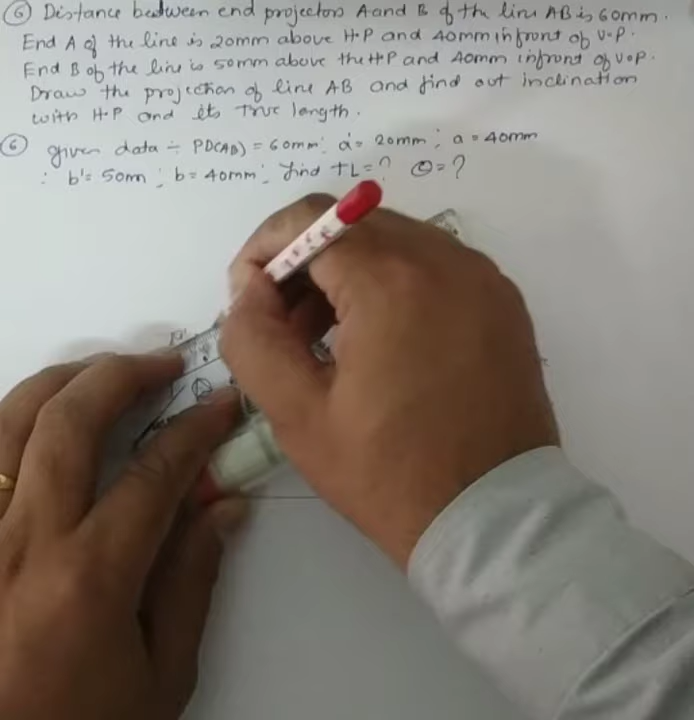 ⑥ Distance between end projectors A and B of the line AB is 60mm.
End A of the line is 20mm above H.P and 40mm infront of V.P.
End B of the line is 50mm above the H.P and 40mm infront of V.P.
Draw the projection of line AB and find out inclination
with H.P and its True length.
⑥ given data ÷ PD(AB) = 60mm; a' = 20mm; a = 40mm
; b' = 50mm; b = 40mm; find TL = ? θ = ?